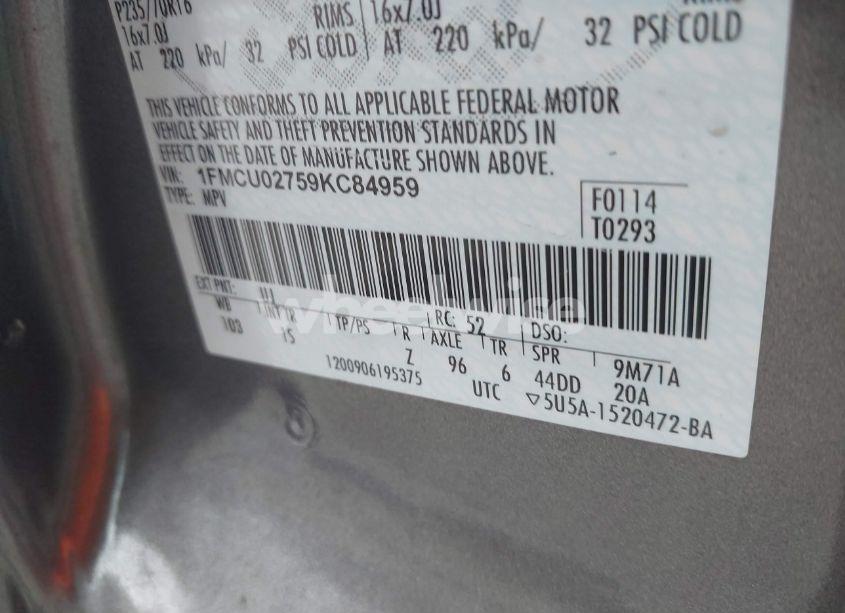 P235/70R16 RIMS
16x7.0J 16x7.0J
AT 220 kPa/ 32 PSI COLD AT 220 kPa/ 32 PSI COLD
THIS VEHICLE CONFORMS TO ALL APPLICABLE FEDERAL MOTOR
VEHICLE SAFETY AND THEFT PREVENTION STANDARDS IN
EFFECT ON THE DATE OF MANUFACTURE SHOWN ABOVE.
VIN: 1FMCU02759KC84959
TYPE: MPV
F0114
T0293
EXT PNT: RC: 52 DSO:
WB INT TR TP/PS R AXLE TR SPR 9M71A
103 IS Z 96 6 44DD 20A
1200906195375 UTC ▽5U5A-1520472-BA